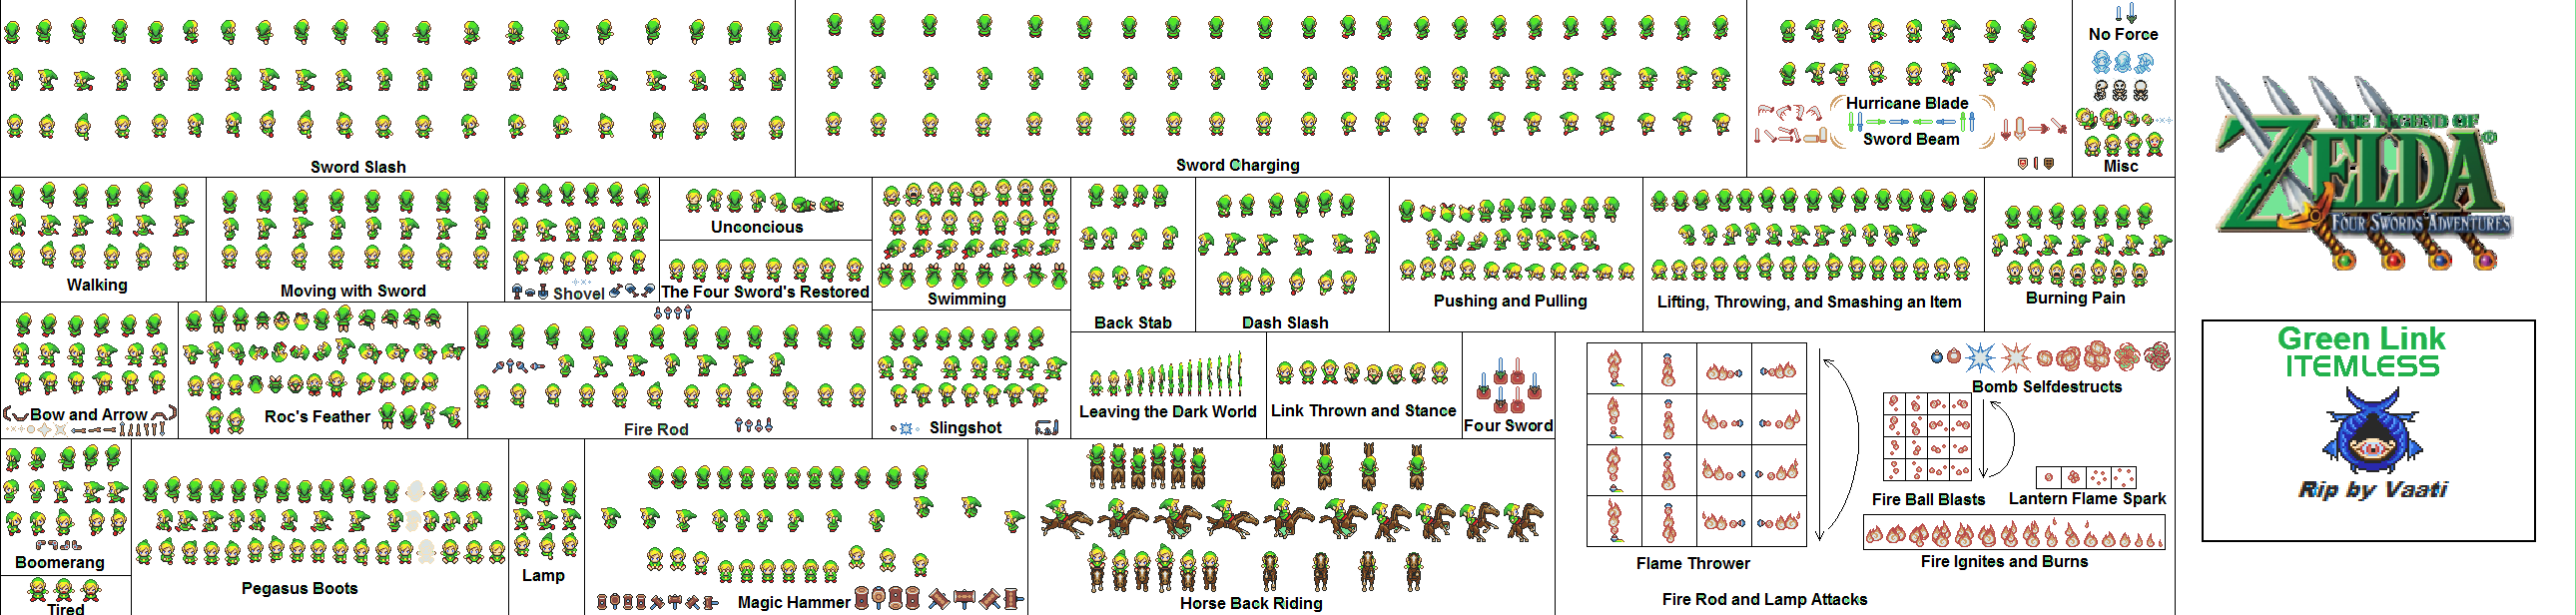 Sword Slash
Sword Charging
Hurricane Blade
Sword Beam
No Force
Misc
THE LEGEND OF
ZELDA®
FOUR SWORDS ADVENTURES
Walking
Moving with Sword
Shovel
Unconcious
The Four Sword's Restored
Swimming
Back Stab
Dash Slash
Pushing and Pulling
Lifting, Throwing, and Smashing an Item
Burning Pain
Bow and Arrow
Roc's Feather
Fire Rod
Slingshot
Leaving the Dark World
Link Thrown and Stance
Four Sword
Green Link
ITEMLESS
Rip by Vaati
Bomb Selfdestructs
Fire Ball Blasts
Lantern Flame Spark
Flame Thrower
Fire Ignites and Burns
Fire Rod and Lamp Attacks
Boomerang
Tired
Pegasus Boots
Lamp
Magic Hammer
Horse Back Riding